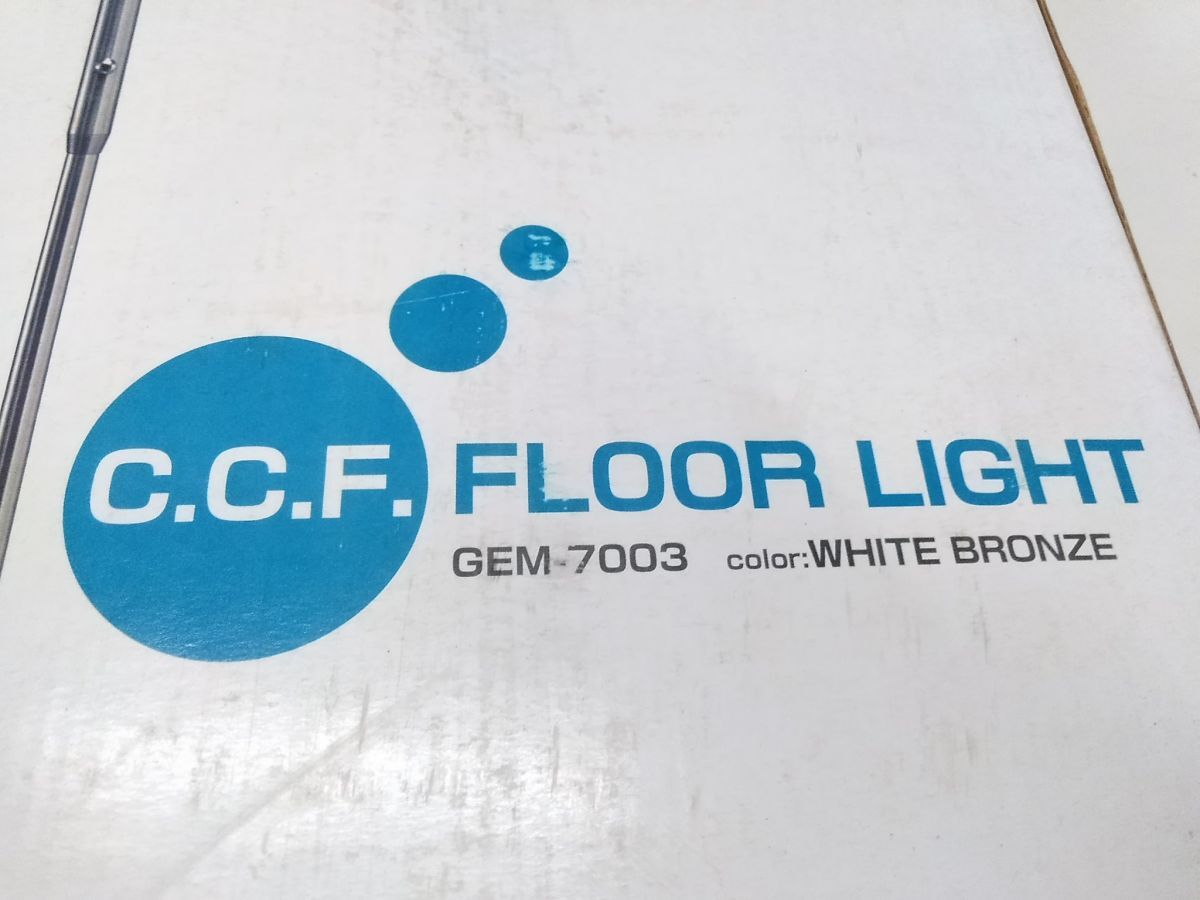 C.C.F. FLOOR LIGHT
GEM-7003 color:WHITE BRONZE